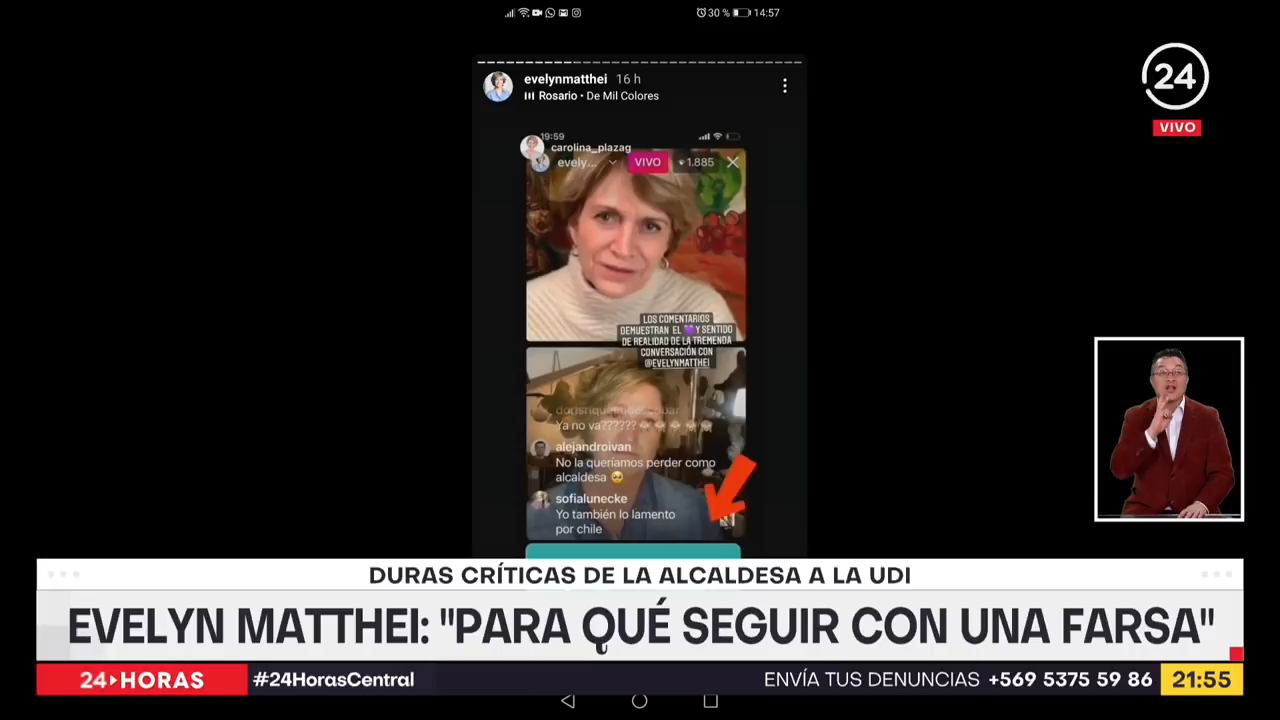 30 % 14:57
evelynmatthei 16 h
Rosario • De Mil Colores
24
VIVO
19:59
carolina_plazag
evely... VIVO 1.885
LOS COMENTARIOS
DEMUESTRAN EL 💜 Y SENTIDO
DE REALIDAD DE LA TREMENDA
CONVERSACIÓN CON
@EVELYNMATTHEI
Ya no va??????
alejandroivan
No la queríamos perder como
alcaldesa 🥺
sofialunecke
Yo también lo lamento
por chile
DURAS CRÍTICAS DE LA ALCALDESA A LA UDI
EVELYN MATTHEI: "PARA QUÉ SEGUIR CON UNA FARSA"
24 HORAS #24HorasCentral ENVÍA TUS DENUNCIAS +569 5375 59 86 21:55